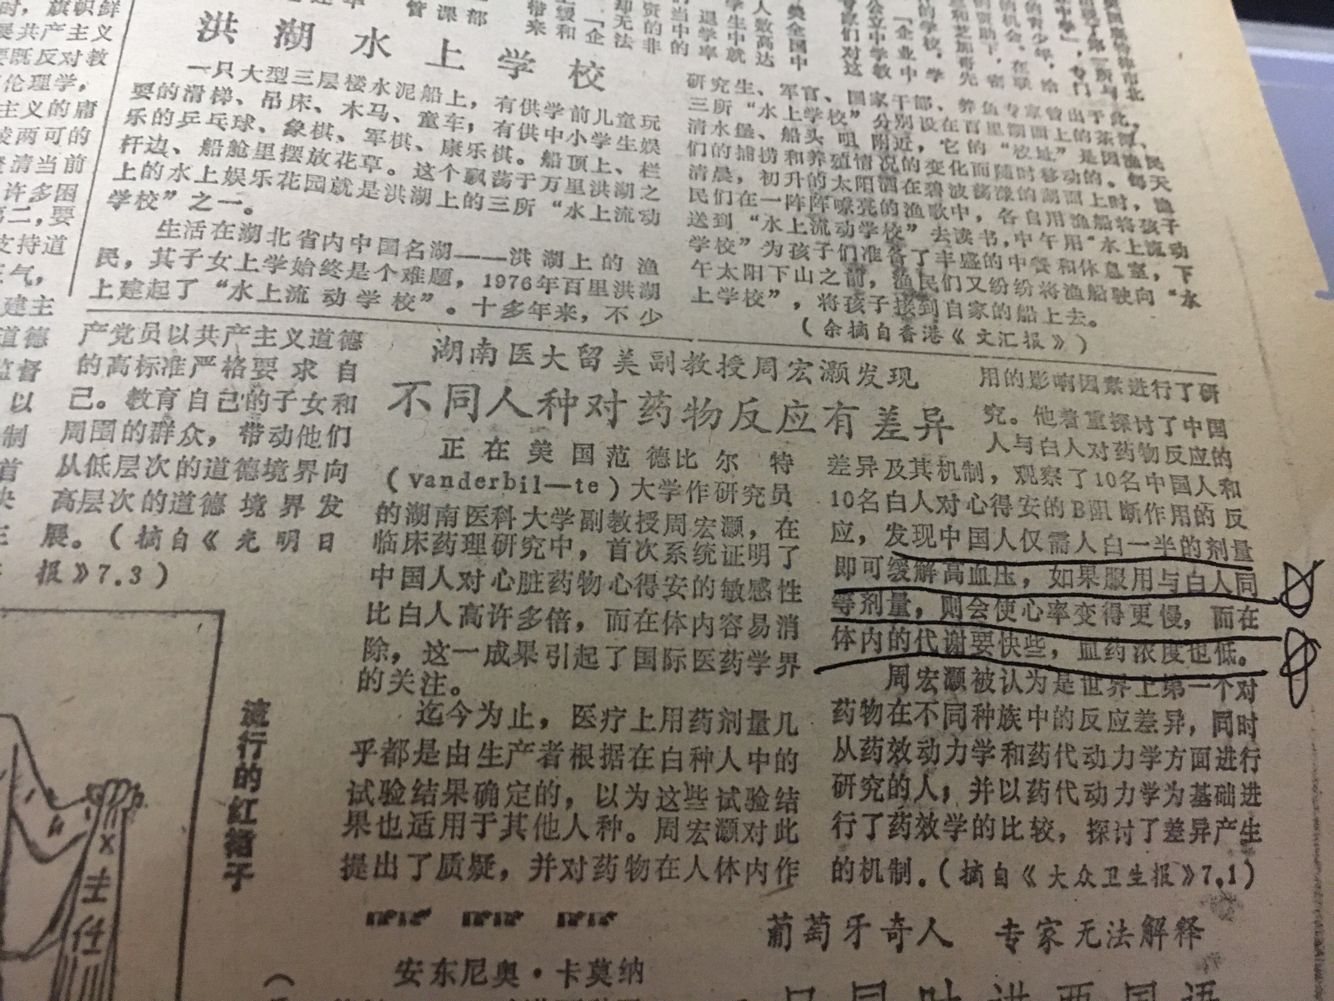 洪湖水上学校
一只大型三层楼水泥船上，有供学前儿童玩
耍的滑梯、吊床、木马、童车；有供中小学生娱
乐的乒乓球、象棋、军棋、康乐棋。船顶上、栏
杆边、船舱里摆放花草。这个飘荡于万里洪湖之
上的水上娱乐花园就是洪湖上的三所“水上流动
学校”之一。
生活在湖北省内中国名湖——洪湖上的渔
民，其子女上学始终是个难题，1976年百里洪湖
上建起了“水上流动学校”。十多年来，不少
研究生、军官、国家干部、养鱼专家曾出于此。
三所“水上学校”分别设在百里湖面上的茶潭、
清水堡、船头咀附近，它的“校址”是因渔民
们的捕捞和养殖情况的变化而随时移动的。每天
清晨，初升的太阳洒在碧波荡漾的湖面上时，渔
民们在一阵阵嘹亮的渔歌中，各自用渔船将孩子
送到“水上流动学校”去读书，中午用“水上流动
学校”为孩子们准备了丰盛的中餐和休息室，下
午太阳下山之前，渔民们又纷纷将渔船驶向“水
上学校”，将孩子接到自家的船上去。
（余摘自香港《文汇报》）
产党员以共产主义道德
的高标准严格要求自
己。教育自己的子女和
周围的群众，带动他们
从低层次的道德境界向
高层次的道德境界发
展。（摘自《光明日
报》7.3）
湖南医大留美副教授周宏灏发现
不同人种对药物反应有差异
正在美国范德比尔特
（vanderbil—te）大学作研究员
的湖南医科大学副教授周宏灏，在
临床药理研究中，首次系统证明了
中国人对心脏药物心得安的敏感性
比白人高许多倍，而在体内容易消
除，这一成果引起了国际医药学界
的关注。
迄今为止，医疗上用药剂量几
乎都是由生产者根据在白种人中的
试验结果确定的，以为这些试验结
果也适用于其他人种。周宏灏对此
提出了质疑，并对药物在人体内作
用的影响因素进行了研
究。他着重探讨了中国
人与白人对药物反应的
差异及其机制，观察了10名中国人和
10名白人对心得安的B阻断作用的反
应，发现中国人仅需人白一半的剂量
即可缓解高血压，如果服用与白人同
等剂量，则会使心率变得更慢，而在
体内的代谢要快些，血药浓度也低。
周宏灏被认为是世界上第一个对
药物在不同种族中的反应差异，同时
从药效动力学和药代动力学方面进行
研究的人；并以药代动力学为基础进
行了药效学的比较，探讨了差异产生
的机制。（摘自《大众卫生报》7.1）
流行的红裙子
主任
葡萄牙奇人 专家无法解释
安东尼奥·卡莫纳